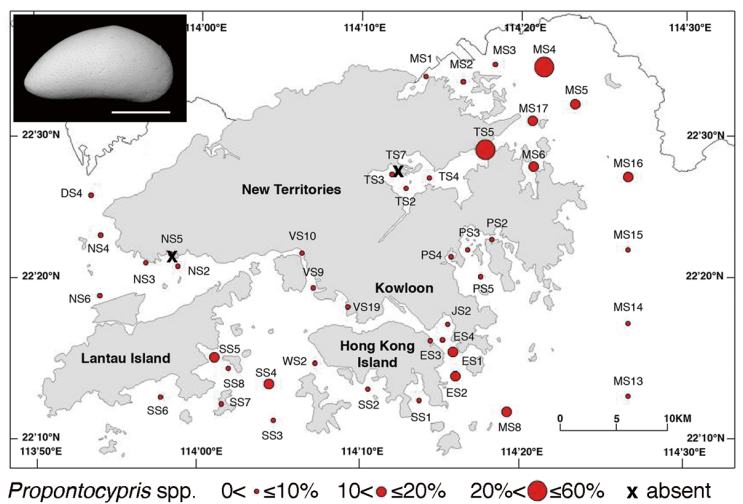 114°00'E
114°10'E
114°20'E
114°30'E
MS1
MS2
MS3
MS4
MS5
MS17
22°30'N
TS5
22°30'N
TS7
MS6
MS16
TS3
TS4
New Territories
DS4
TS2
PS2
NS5
VS10
PS3
MS15
NS4
PS4
NS3
NS2
VS9
22°20'N
PS5
22°20'N
NS6
Kowloon
VS19
JS2
MS14
Hong Kong
Island
ES4
Lantau Island
SS5
ES3
ES1
SS4
WS2
SS8
MS13
SS7
SS2
ES2
SS6
SS1
0
5
10KM
SS3
MS8
22°10'N
22°10'N
113°50'E
114°00'E
114°10'E
114°20'E
114°30'E
Propontocypris spp. 0< ≤10% 10< ≤20% 20%< ≤60% x absent